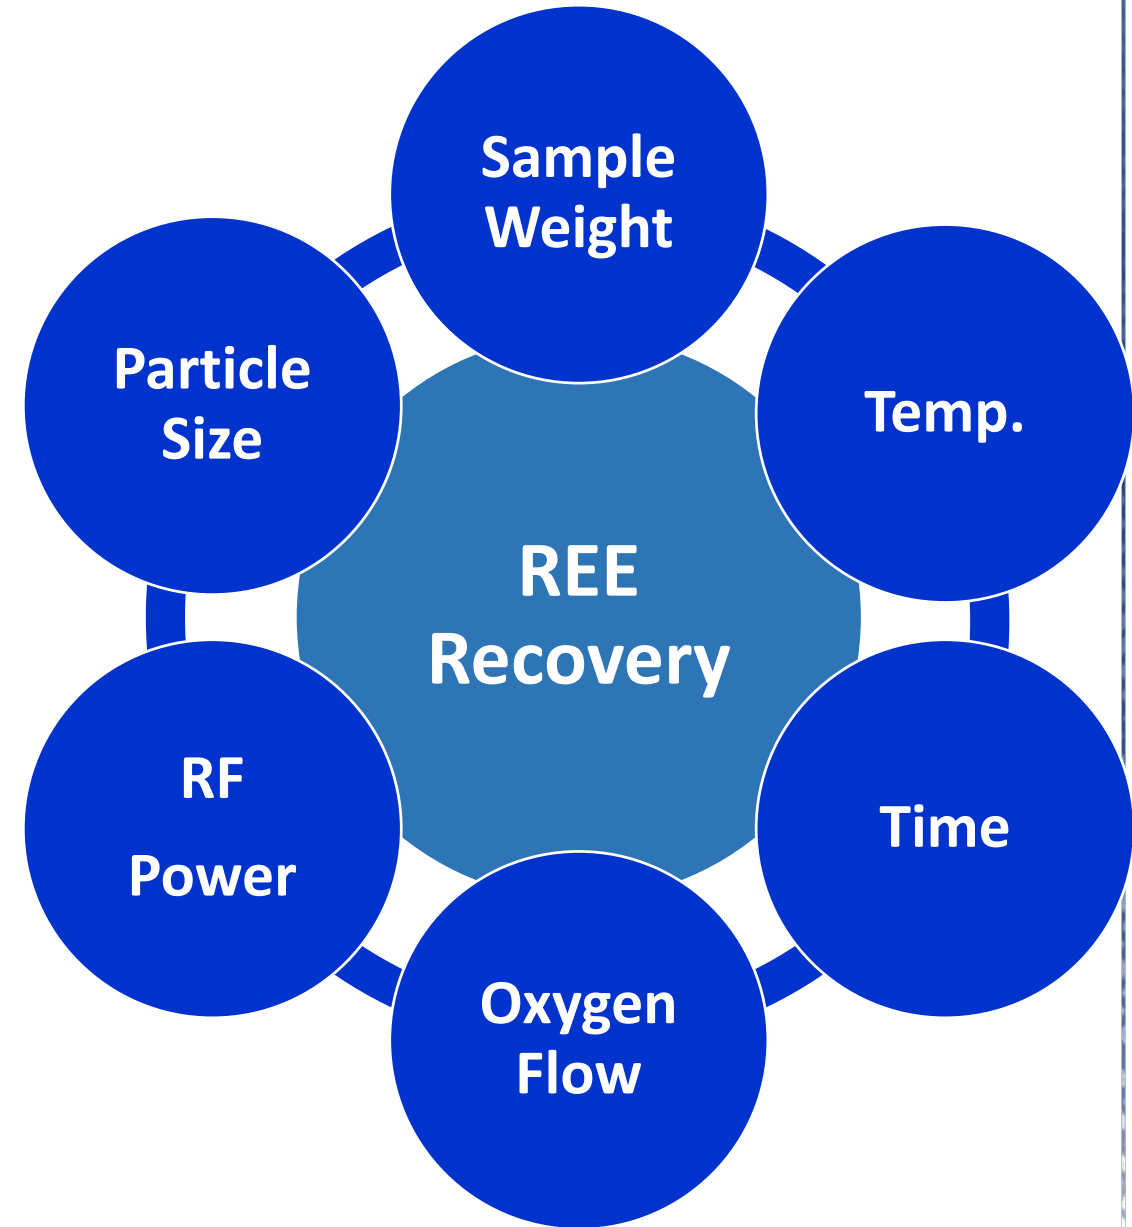 Sample
Weight
Temp.
Time
Oxygen
Flow
RF
Power
Particle
Size
REE
Recovery